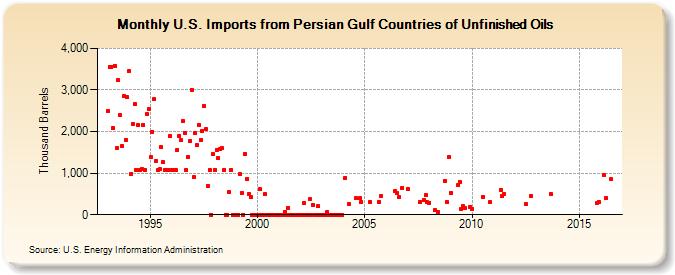 Monthly U.S. Imports from Persian Gulf Countries of Unfinished Oils
Thousand Barrels
4,000
3,000
2,000
1,000
0
1995 2000 2005 2010 2015
Source: U.S. Energy Information Administration